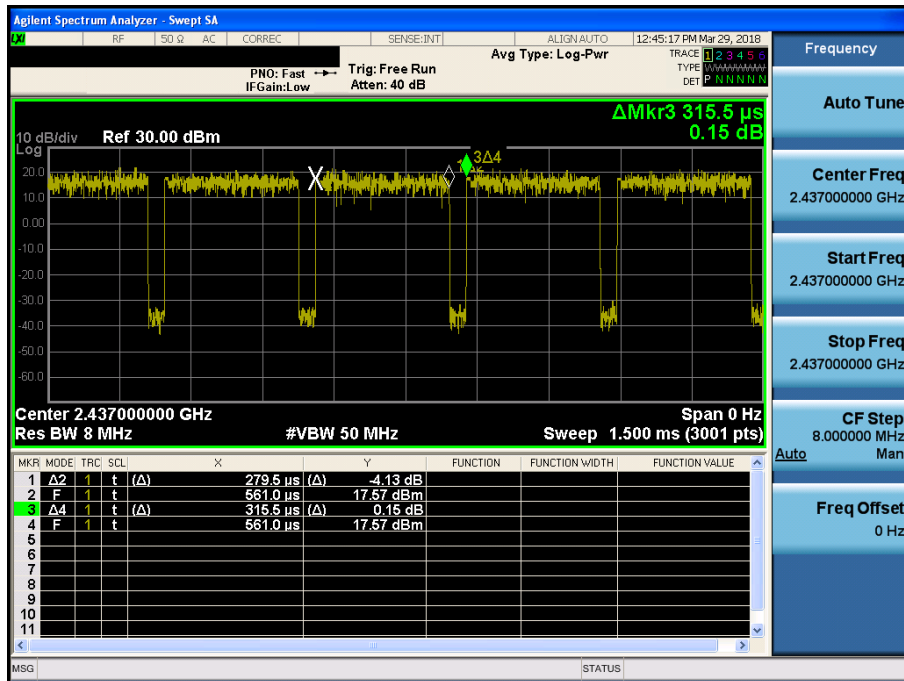 Agilent Spectrum Analyzer - Swept SA
LXI RF 50 Ω AC CORREC SENSE:INT ALIGN AUTO 12:45:17 PM Mar 29, 2018
Frequency
PNO: Fast Trig: Free Run Avg Type: Log-Pwr TRACE 1 2 3 4 5 6
IFGain:Low Atten: 40 dB TYPE WWWWWW
DET P N N N N N
Auto Tune
ΔMkr3 315.5 µs
0.15 dB
10 dB/div Ref 30.00 dBm
Log
3Δ4
20.0
10.0
0.00
-10.0
-20.0
-30.0
-40.0
-50.0
-60.0
Center Freq
2.437000000 GHz
Start Freq
2.437000000 GHz
Stop Freq
2.437000000 GHz
Center 2.437000000 GHz Span 0 Hz
Res BW 8 MHz #VBW 50 MHz Sweep 1.500 ms (3001 pts)
CF Step
8.000000 MHz
Auto Man
Freq Offset
0 Hz
MKR MODE TRC SCL X Y FUNCTION FUNCTION WIDTH FUNCTION VALUE
1 Δ2 1 t (Δ) 279.5 µs (Δ) -4.13 dB
2 F 1 t 561.0 µs 17.57 dBm
3 Δ4 1 t (Δ) 315.5 µs (Δ) 0.15 dB
4 F 1 t 561.0 µs 17.57 dBm
5
6
7
8
9
10
11
MSG STATUS